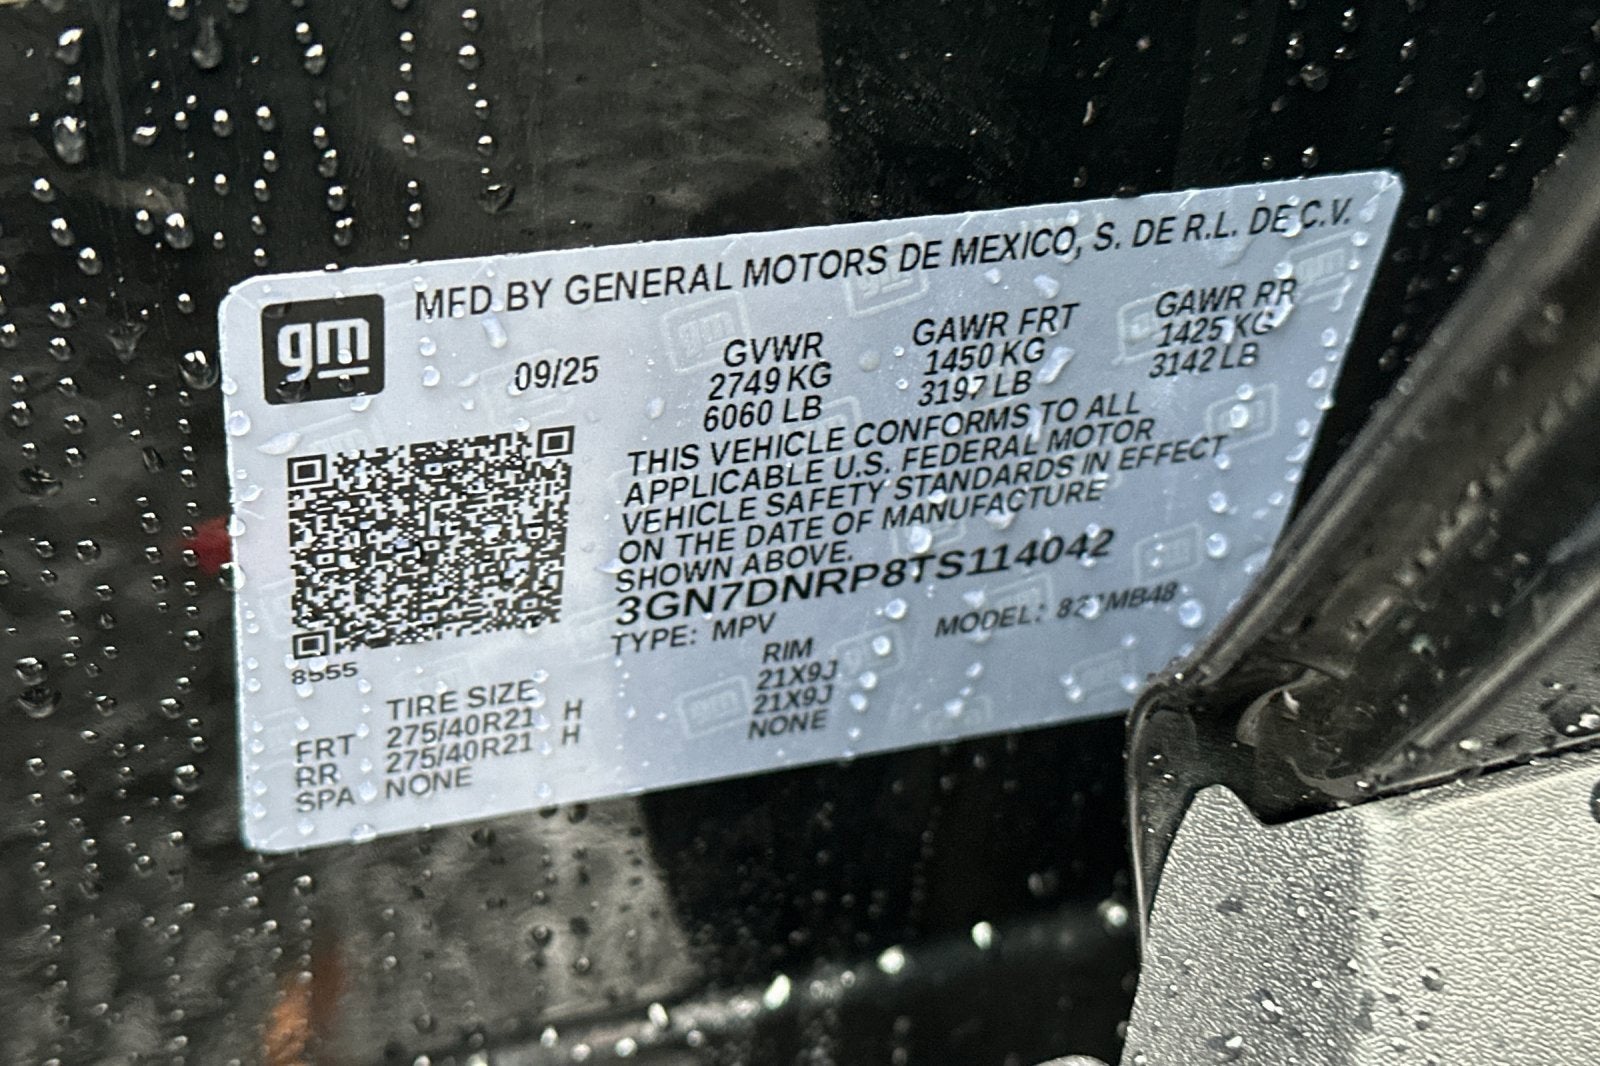 gm
MFD BY GENERAL MOTORS DE MEXICO, S. DE R.L. DE C.V.
09/25
GVWR GAWR FRT GAWR RR
2749 KG 1450 KG 1425 KG
6060 LB 3197 LB 3142 LB
THIS VEHICLE CONFORMS TO ALL
APPLICABLE U.S. FEDERAL MOTOR
VEHICLE SAFETY STANDARDS IN EFFECT
ON THE DATE OF MANUFACTURE
SHOWN ABOVE.
3GN7DNRP8TS114042
TYPE: MPV MODEL:
8555
TIRE SIZE RIM
FRT 275/40R21 H 21X9J
RR 275/40R21 H 21X9J
SPA NONE NONE